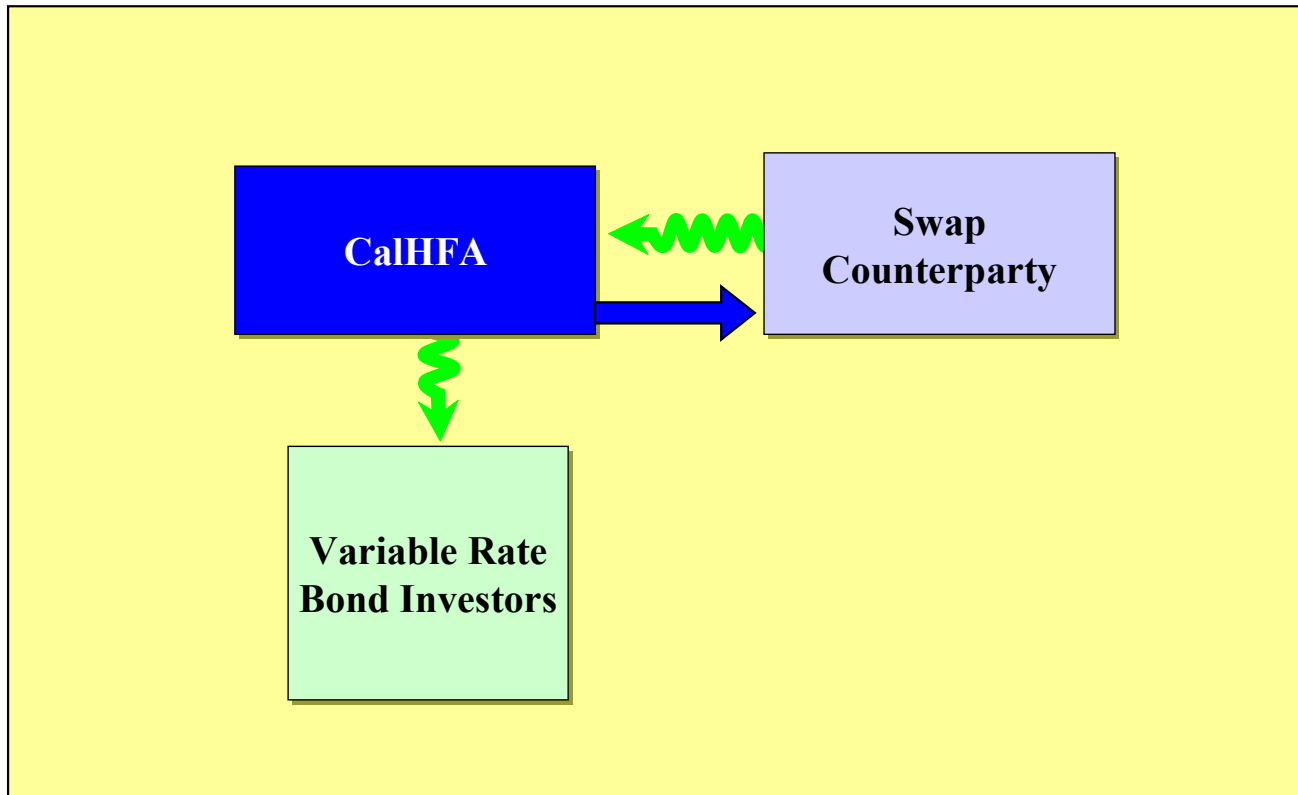 CalHFA
Swap
Counterparty
Variable Rate
Bond Investors